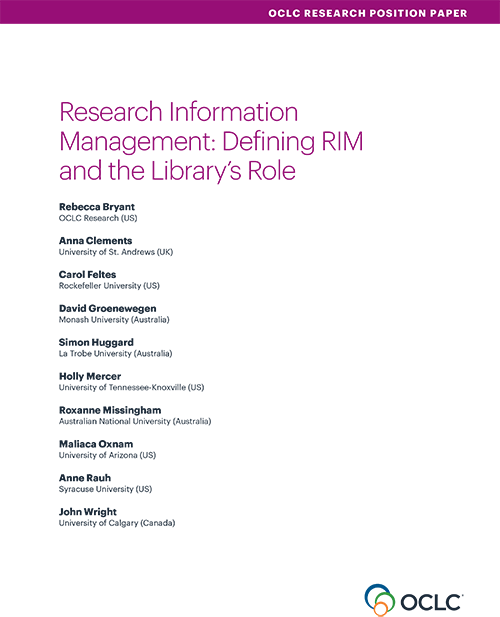 OCLC RESEARCH POSITION PAPER
Research Information
Management: Defining RIM
and the Library’s Role
Rebecca Bryant
OCLC Research (US)
Anna Clements
University of St. Andrews (UK)
Carol Feltes
Rockefeller University (US)
David Groenewegen
Monash University (Australia)
Simon Huggard
La Trobe University (Australia)
Holly Mercer
University of Tennessee-Knoxville (US)
Roxanne Missingham
Australian National University (Australia)
Maliaca Oxnam
University of Arizona (US)
Anne Rauh
Syracuse University (US)
John Wright
University of Calgary (Canada)
OCLC